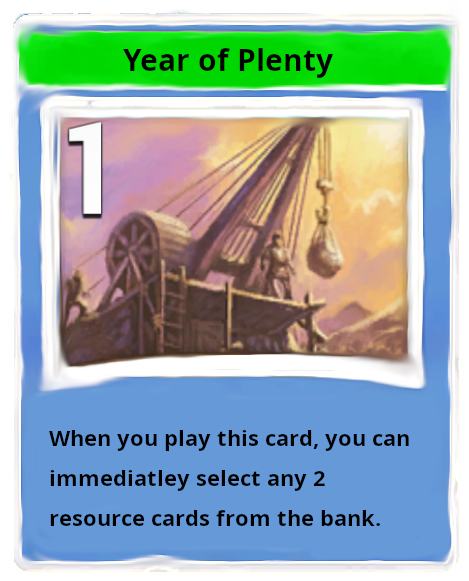 Year of Plenty
1
When you play this card, you can
immediatley select any 2
resource cards from the bank.